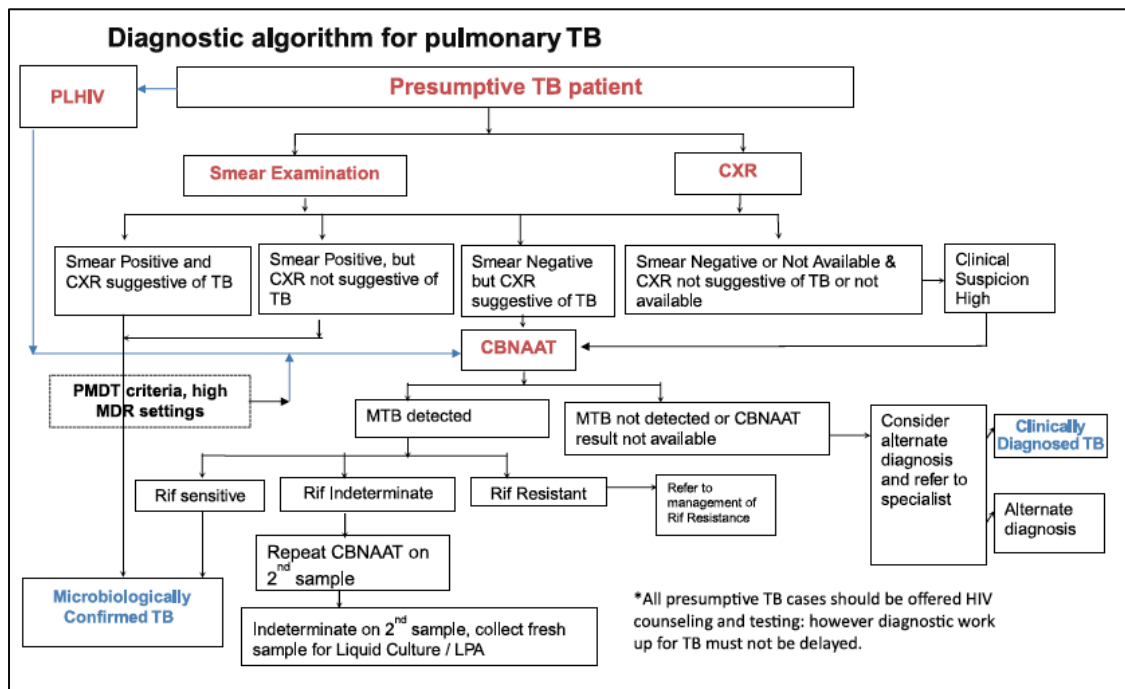 Diagnostic algorithm for pulmonary TB
PLHIV
Presumptive TB patient
Smear Examination
CXR
Smear Positive and
CXR suggestive of TB
Smear Positive, but
CXR not suggestive of
TB
Smear Negative
but CXR
suggestive of TB
Smear Negative or Not Available &
CXR not suggestive of TB or not
available
Clinical
Suspicion
High
CBNAAT
PMDT criteria, high
MDR settings
MTB detected
MTB not detected or CBNAAT
result not available
Consider
alternate
diagnosis
and refer to
specialist
Clinically
Diagnosed TB
Alternate
diagnosis
Rif sensitive
Rif Indeterminate
Rif Resistant
Refer to
management of
Rif Resistance
Repeat CBNAAT on
2nd sample
Microbiologically
Confirmed TB
Indeterminate on 2nd sample, collect fresh
sample for Liquid Culture / LPA
*All presumptive TB cases should be offered HIV
counseling and testing: however diagnostic work
up for TB must not be delayed.